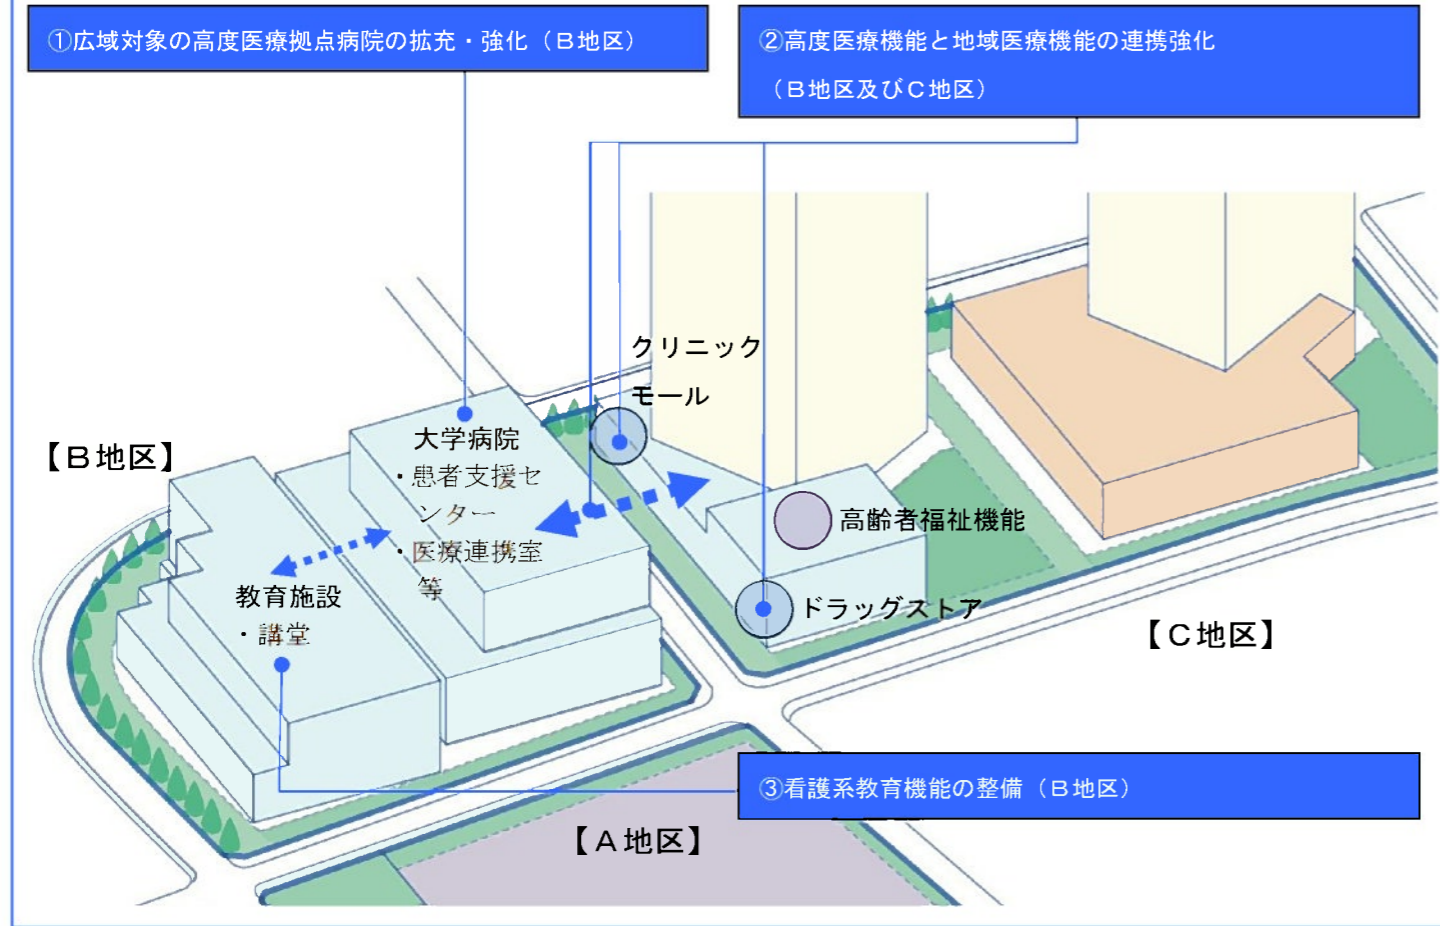 ①広域対象の高度医療拠点病院の拡充・強化（Ｂ地区）
②高度医療機能と地域医療機能の連携強化
（Ｂ地区及びＣ地区）
クリニック
モール
【Ｂ地区】
大学病院
・患者支援セ
ンター
・医療連携室
等
高齢者福祉機能
教育施設
・講堂
ドラッグストア
【Ｃ地区】
③看護系教育機能の整備（Ｂ地区）
【Ａ地区】